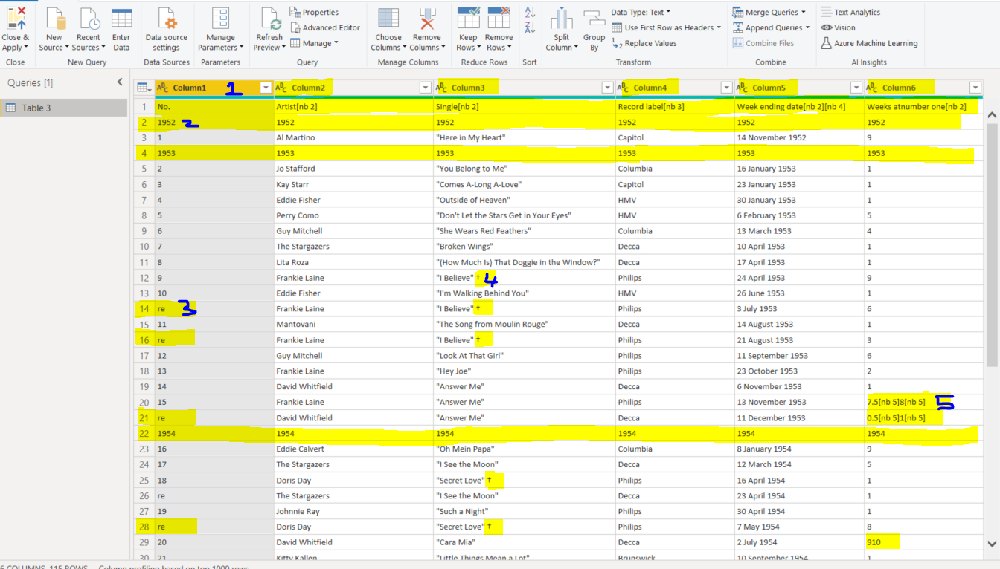 Close & Apply
New Source
Recent Sources
Enter Data
Data source settings
Manage Parameters
Refresh Preview
Properties
Advanced Editor
Manage
Choose Columns
Remove Columns
Keep Rows
Remove Rows
Split Column
Group By
Data Type: Text
Use First Row as Headers
1 2 Replace Values
Merge Queries
Append Queries
Combine Files
Text Analytics
Vision
Azure Machine Learning
Close
New Query
Data Sources
Parameters
Query
Manage Columns
Reduce Rows
Sort
Transform
Combine
AI Insights
Queries [1]
Table 3
ABC Column1 1 ABC Column2 ABC Column3 ABC Column4 ABC Column5 ABC Column6
1 No. Artist[nb 2] Single[nb 2] Record label[nb 3] Week ending date[nb 2][nb 4] Weeks atnumber one[nb 2]
2 1952 2 1952 1952 1952 1952 1952
3 1 Al Martino "Here in My Heart" Capitol 14 November 1952 9
4 1953 1953 1953 1953 1953 1953
5 2 Jo Stafford "You Belong to Me" Columbia 16 January 1953 1
6 3 Kay Starr "Comes A-Long A-Love" Capitol 23 January 1953 1
7 4 Eddie Fisher "Outside of Heaven" HMV 30 January 1953 1
8 5 Perry Como "Don't Let the Stars Get in Your Eyes" HMV 6 February 1953 5
9 6 Guy Mitchell "She Wears Red Feathers" Columbia 13 March 1953 4
10 7 The Stargazers "Broken Wings" Decca 10 April 1953 1
11 8 Lita Roza "(How Much Is) That Doggie in the Window?" Decca 17 April 1953 1
12 9 Frankie Laine "I Believe" † 4 Philips 24 April 1953 9
13 10 Eddie Fisher "I'm Walking Behind You" HMV 26 June 1953 1
14 re 3 Frankie Laine "I Believe" † Philips 3 July 1953 6
15 11 Mantovani "The Song from Moulin Rouge" Decca 14 August 1953 1
16 re Frankie Laine "I Believe" † Philips 21 August 1953 3
17 12 Guy Mitchell "Look At That Girl" Philips 11 September 1953 6
18 13 Frankie Laine "Hey Joe" Philips 23 October 1953 2
19 14 David Whitfield "Answer Me" Decca 6 November 1953 1
20 15 Frankie Laine "Answer Me" Philips 13 November 1953 7.5[nb 5]8[nb 5] 5
21 re David Whitfield "Answer Me" Decca 11 December 1953 0.5[nb 5]1[nb 5]
22 1954 1954 1954 1954 1954 1954
23 16 Eddie Calvert "Oh Mein Papa" Columbia 8 January 1954 9
24 17 The Stargazers "I See the Moon" Decca 12 March 1954 5
25 18 Doris Day "Secret Love" † Philips 16 April 1954 1
26 re The Stargazers "I See the Moon" Decca 23 April 1954 1
27 19 Johnnie Ray "Such a Night" Philips 30 April 1954 1
28 re Doris Day "Secret Love" † Philips 7 May 1954 8
29 20 David Whitfield "Cara Mia" Decca 2 July 1954 910
30 21 Kitty Kallen "Little Things Mean a Lot" Brunswick 10 September 1954 1
6 COLUMNS, 115 ROWS Column profiling based on top 1000 rows